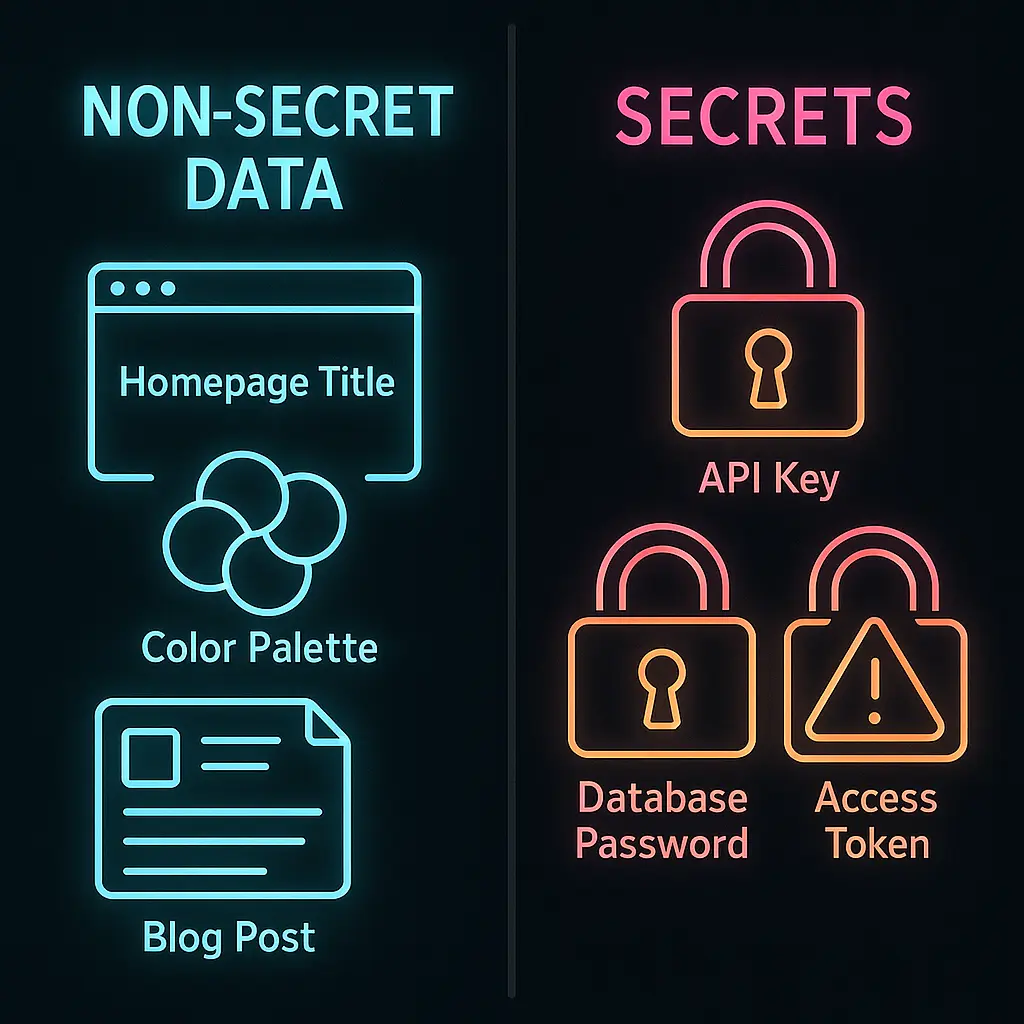 NON-SECRET
DATA
Homepage Title
Color Palette
Blog Post
SECRETS
API Key
Database
Password
Access
Token